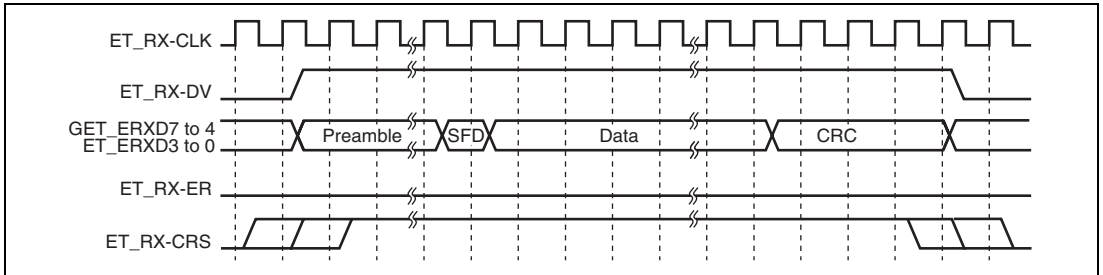 ET_RX-CLK
ET_RX-DV
GET_ERXD7 to 4
ET_ERXD3 to 0
Preamble
SFD
Data
CRC
ET_RX-ER
ET_RX-CRS